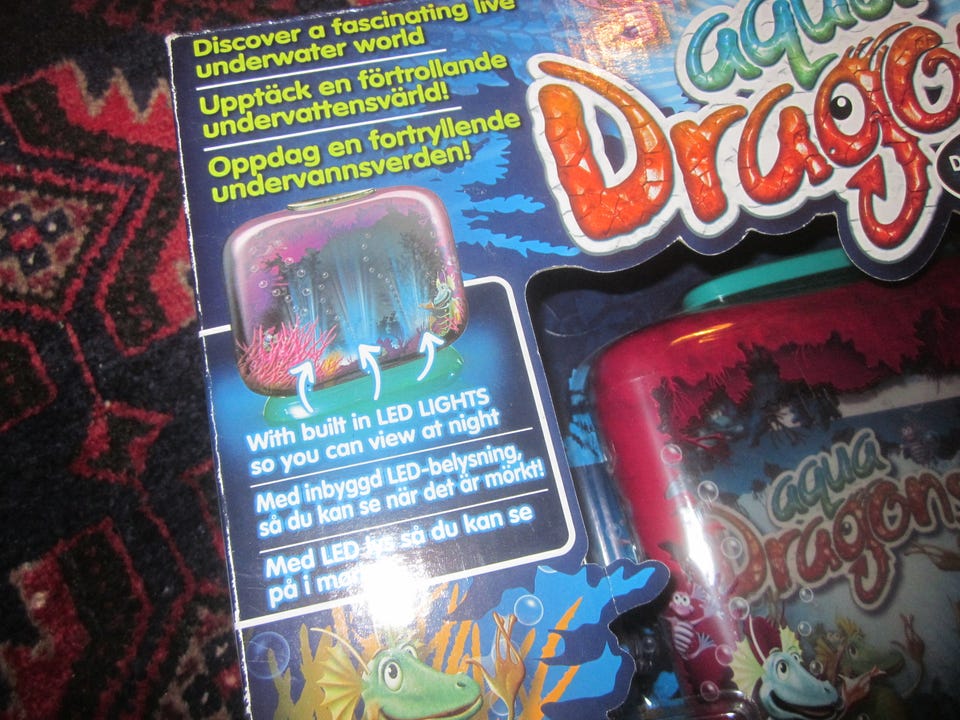 Discover a fascinating live
underwater world
Upptäck en förtrollande
undervattensvärld!
Oppdag en fortryllende
undervannsverden!
aqua
Drago
D
With built in LED LIGHTS
so you can view at night
Med inbyggd LED-belysning,
så du kan se när det är mörkt!
Med LED så du kan se
på i
aqua
Dragons